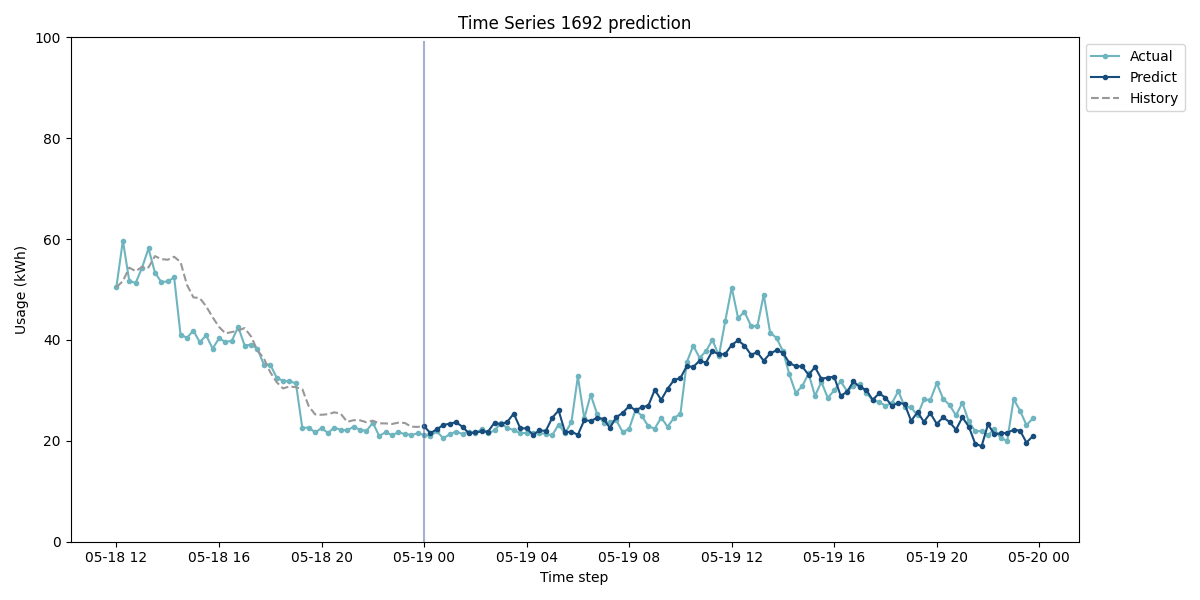 Time Series 1692 prediction
100
80
60
40
20
0
Usage (kWh)
05-18 12 05-18 16 05-18 20 05-19 00 05-19 04 05-19 08 05-19 12 05-19 16 05-19 20 05-20 00
Time step
Actual
Predict
History